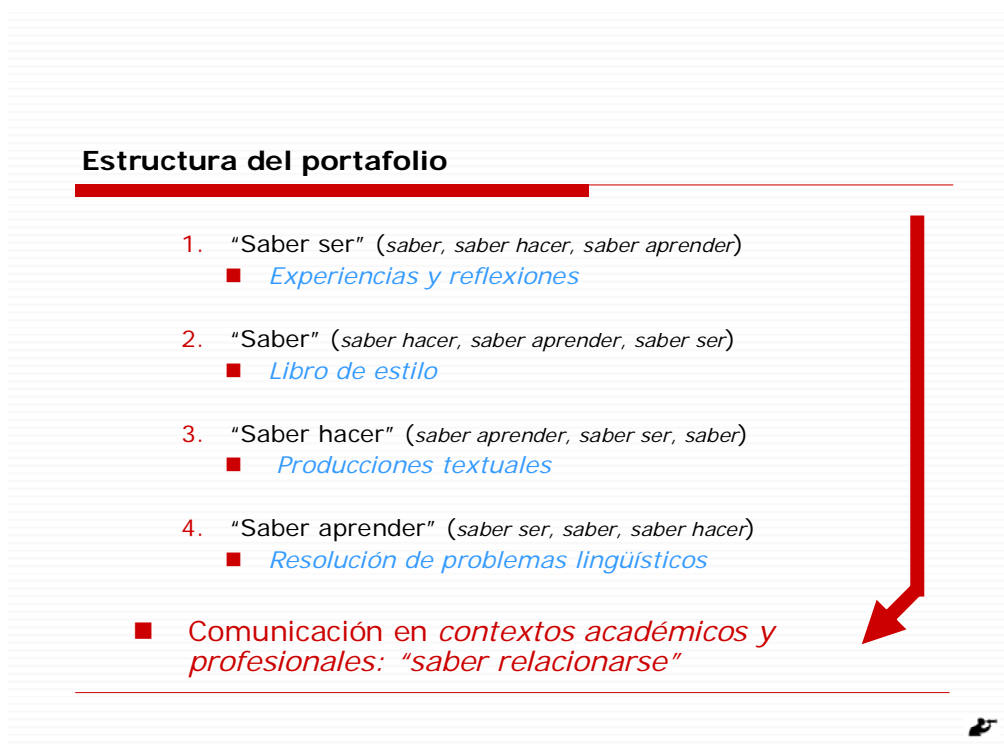 Estructura del portafolio
1. “Saber ser” (saber, saber hacer, saber aprender)
■ Experiencias y reflexiones
2. “Saber” (saber hacer, saber aprender, saber ser)
■ Libro de estilo
3. “Saber hacer” (saber aprender, saber ser, saber)
■ Producciones textuales
4. “Saber aprender” (saber ser, saber, saber hacer)
■ Resolución de problemas lingüísticos
■ Comunicación en contextos académicos y
profesionales: “saber relacionarse”